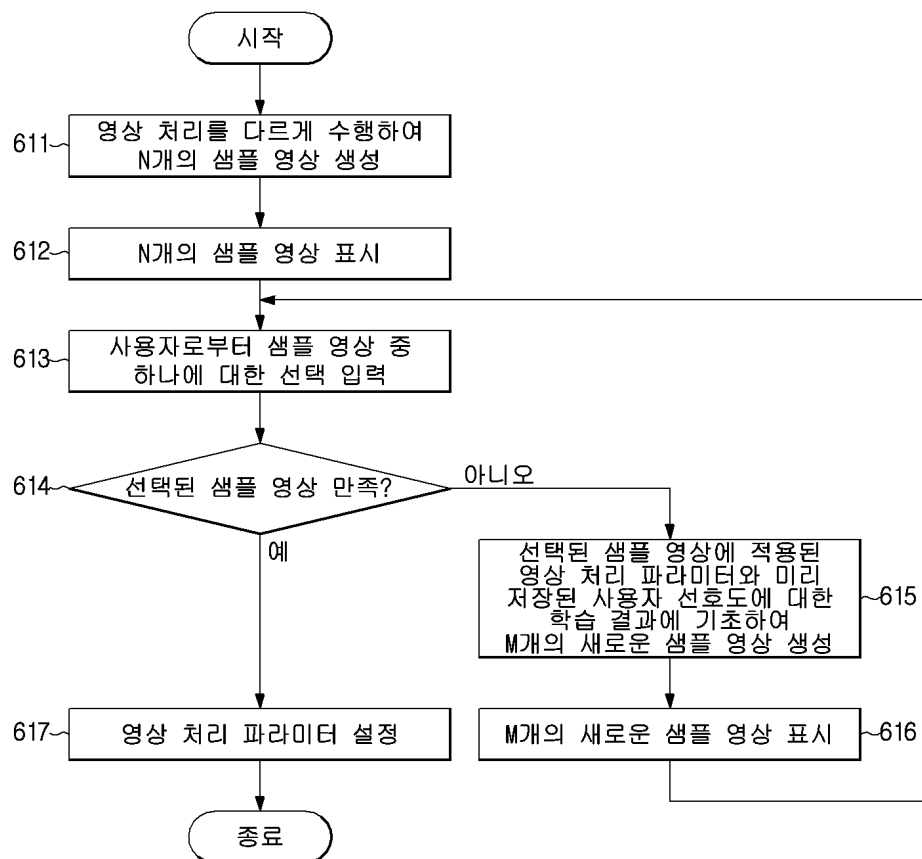 시작
611
영상 처리를 다르게 수행하여
N개의 샘플 영상 생성
612
N개의 샘플 영상 표시
613
사용자로부터 샘플 영상 중
하나에 대한 선택 입력
614
선택된 샘플 영상 만족?
아니오
예
선택된 샘플 영상에 적용된
영상 처리 파라미터와 미리
저장된 사용자 선호도에 대한
학습 결과에 기초하여
M개의 새로운 샘플 영상 생성
615
617
영상 처리 파라미터 설정
M개의 새로운 샘플 영상 표시
616
종료